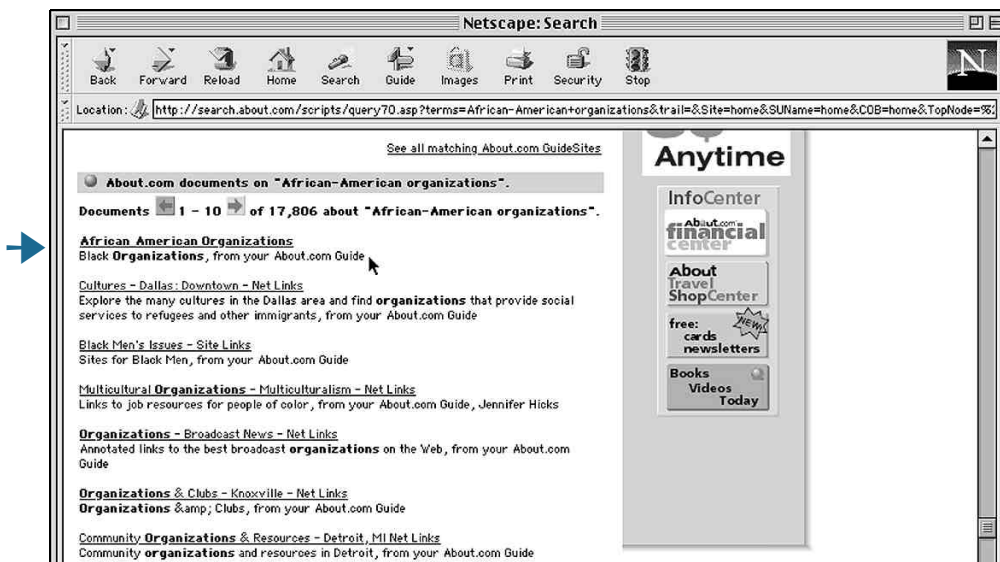 Netscape: Search
Back Forward Reload Home Search Guide Images Print Security Stop
N
Location: http://search.about.com/scripts/query70.asp?terms=African-American+organizations&trail=&Site=home&SUName=home&COB=home&TopNode=%2
See all matching About.com GuideSites
Anytime
About.com documents on "African-American organizations".
Documents 1 - 10 of 17,806 about "African-American organizations".
African American Organizations
Black Organizations, from your About.com Guide
Cultures - Dallas: Downtown - Net Links
Explore the many cultures in the Dallas area and find organizations that provide social
services to refugees and other immigrants, from your About.com Guide
Black Men's Issues - Site Links
Sites for Black Men, from your About.com Guide
Multicultural Organizations - Multiculturalism - Net Links
Links to job resources for people of color, from your About.com Guide, Jennifer Hicks
Organizations - Broadcast News - Net Links
Annotated links to the best broadcast organizations on the Web, from your About.com
Guide
Organizations & Clubs - Knoxville - Net Links
Organizations &amp; Clubs, from your About.com Guide
Community Organizations & Resources - Detroit, MI Net Links
Community organizations and resources in Detroit, from your About.com Guide
InfoCenter
About.com
financial
center
About
Travel
ShopCenter
free:
NEW
cards
newsletters
Books
Videos
Today